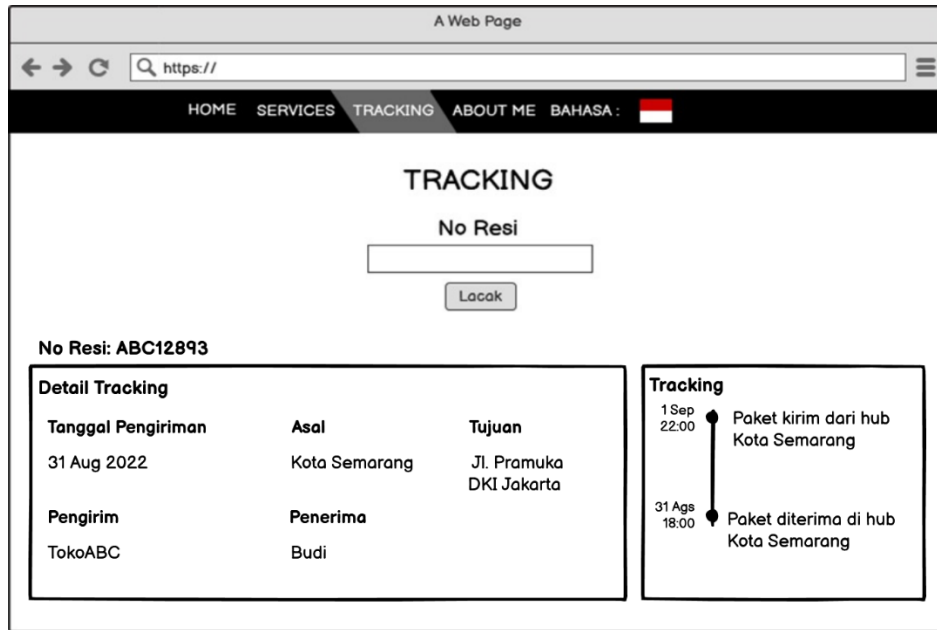 A Web Page
https://
HOME SERVICES TRACKING ABOUT ME BAHASA :
TRACKING
No Resi
Lacak
No Resi: ABC12893
Detail Tracking
Tanggal Pengiriman Asal Tujuan
31 Aug 2022 Kota Semarang Jl. Pramuka
DKI Jakarta
Pengirim Penerima
TokoABC Budi
Tracking
1 Sep
22:00
Paket kirim dari hub
Kota Semarang
31 Ags
18:00
Paket diterima di hub
Kota Semarang